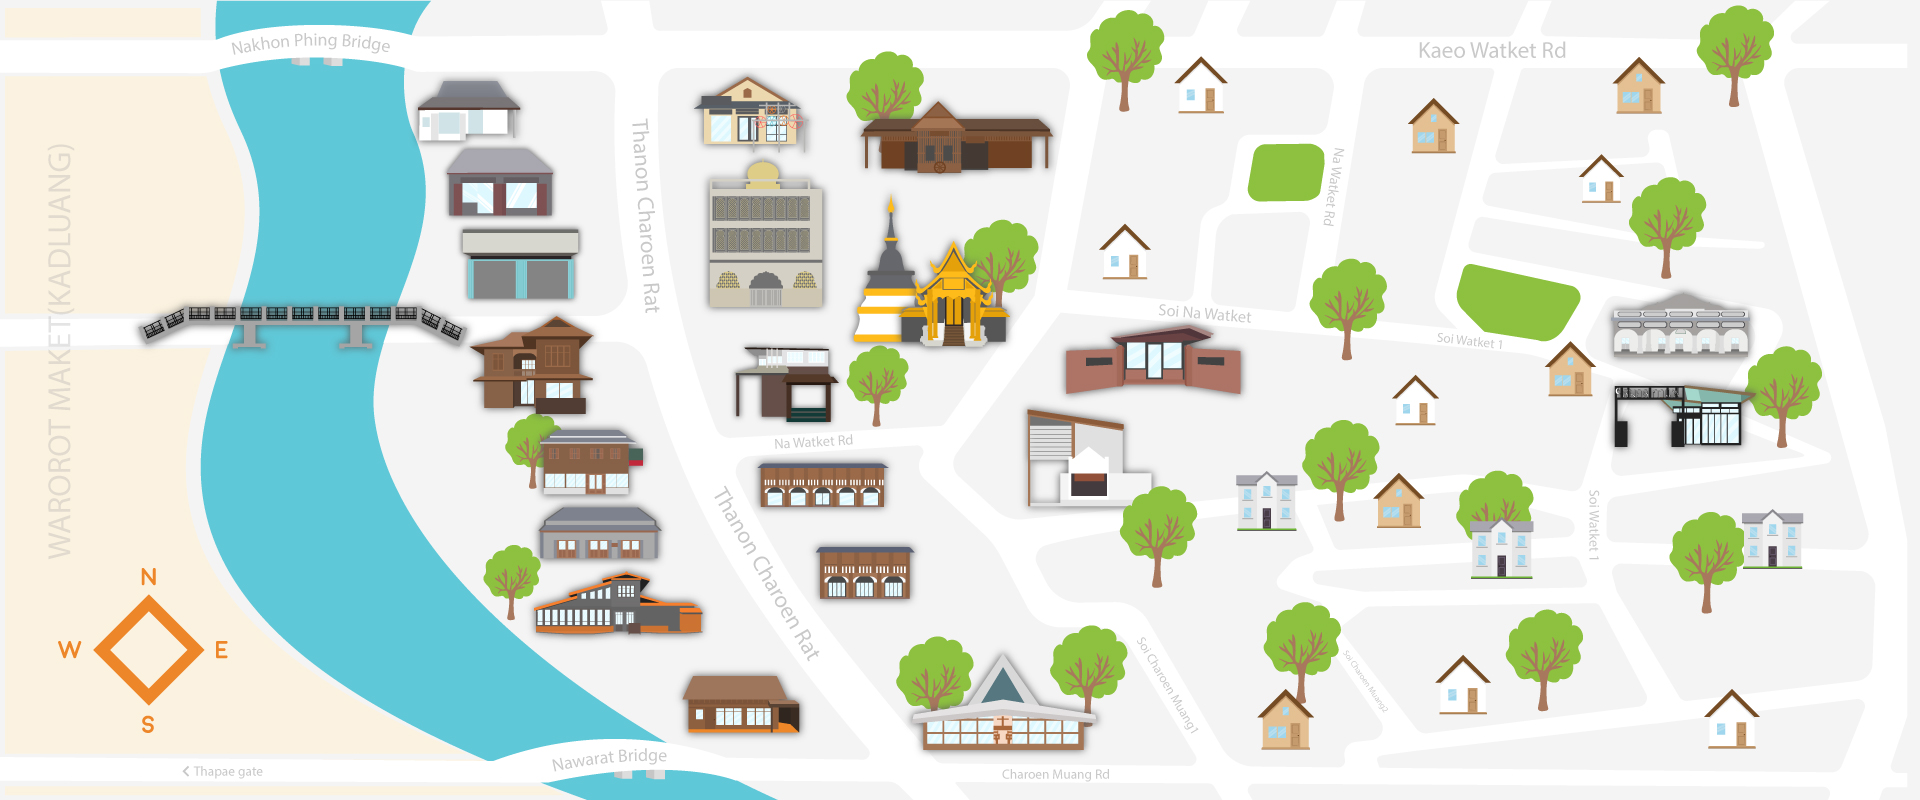 Nakhon Phing Bridge
Kaeo Watket Rd
WAROROT MAKET(KADLUANG)
Thanon Charoen Rat
Na Watket Rd
Soi Na Watket
Soi Watket 1
Na Watket Rd
Thanon Charoen Rat
Soi Watket 1
N
W
E
S
Soi Charoen Muang1
Soi Charoen Muang2
Nawarat Bridge
< Thapae gate
Charoen Muang Rd